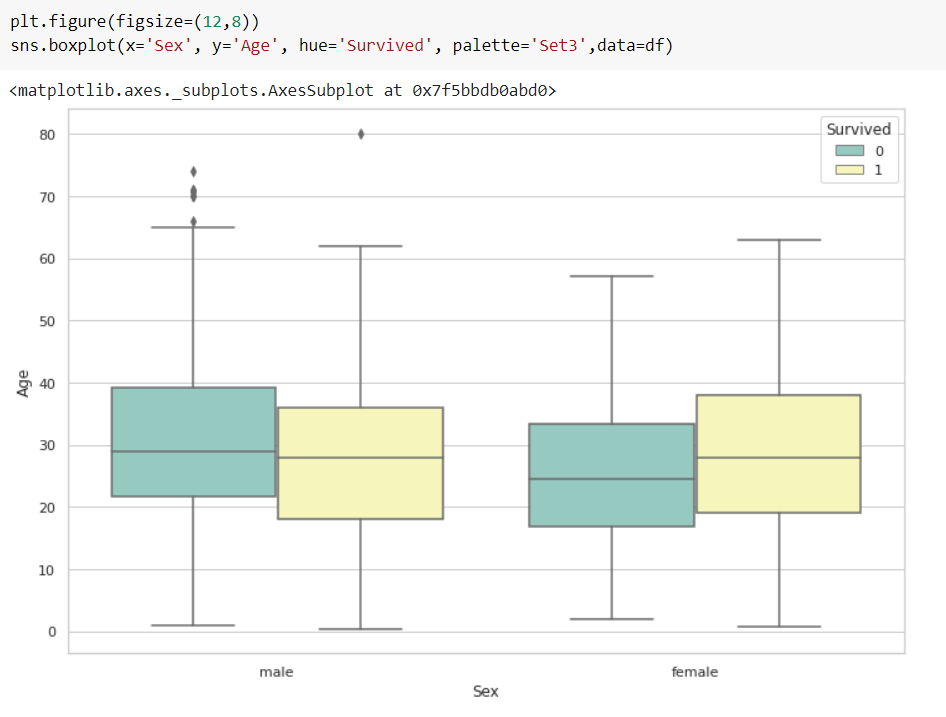 plt.figure(figsize=(12,8))
sns.boxplot(x='Sex', y='Age', hue='Survived', palette='Set3',data=df)
<matplotlib.axes._subplots.AxesSubplot at 0x7f5bbdb0abd0>
Survived
0
1
80
70
60
50
40
30
20
10
0
Age
male
female
Sex